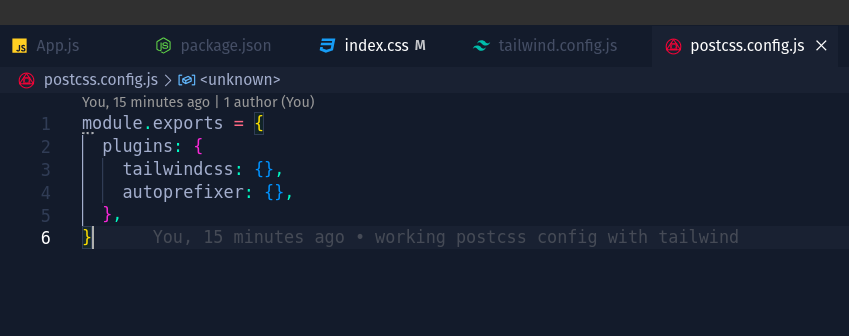 JS App.js package.json index.css M tailwind.config.js postcss.config.js
postcss.config.js > <unknown>
You, 15 minutes ago | 1 author (You)
1 module.exports = {
2 plugins: {
3 tailwindcss: {},
4 autoprefixer: {},
5 },
6 } You, 15 minutes ago • working postcss config with tailwind